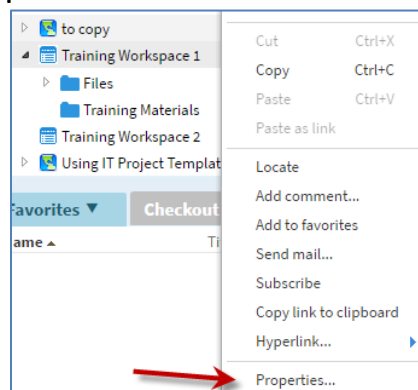 to copy
Training Workspace 1
Files
Training Materials
Training Workspace 2
Using IT Project Templat
Favorites ▼ Checkout
ame
Ti
Cut Ctrl+X
Copy Ctrl+C
Paste Ctrl+V
Paste as link
Locate
Add comment...
Add to favorites
Send mail...
Subscribe
Copy link to clipboard
Hyperlink...
Properties...